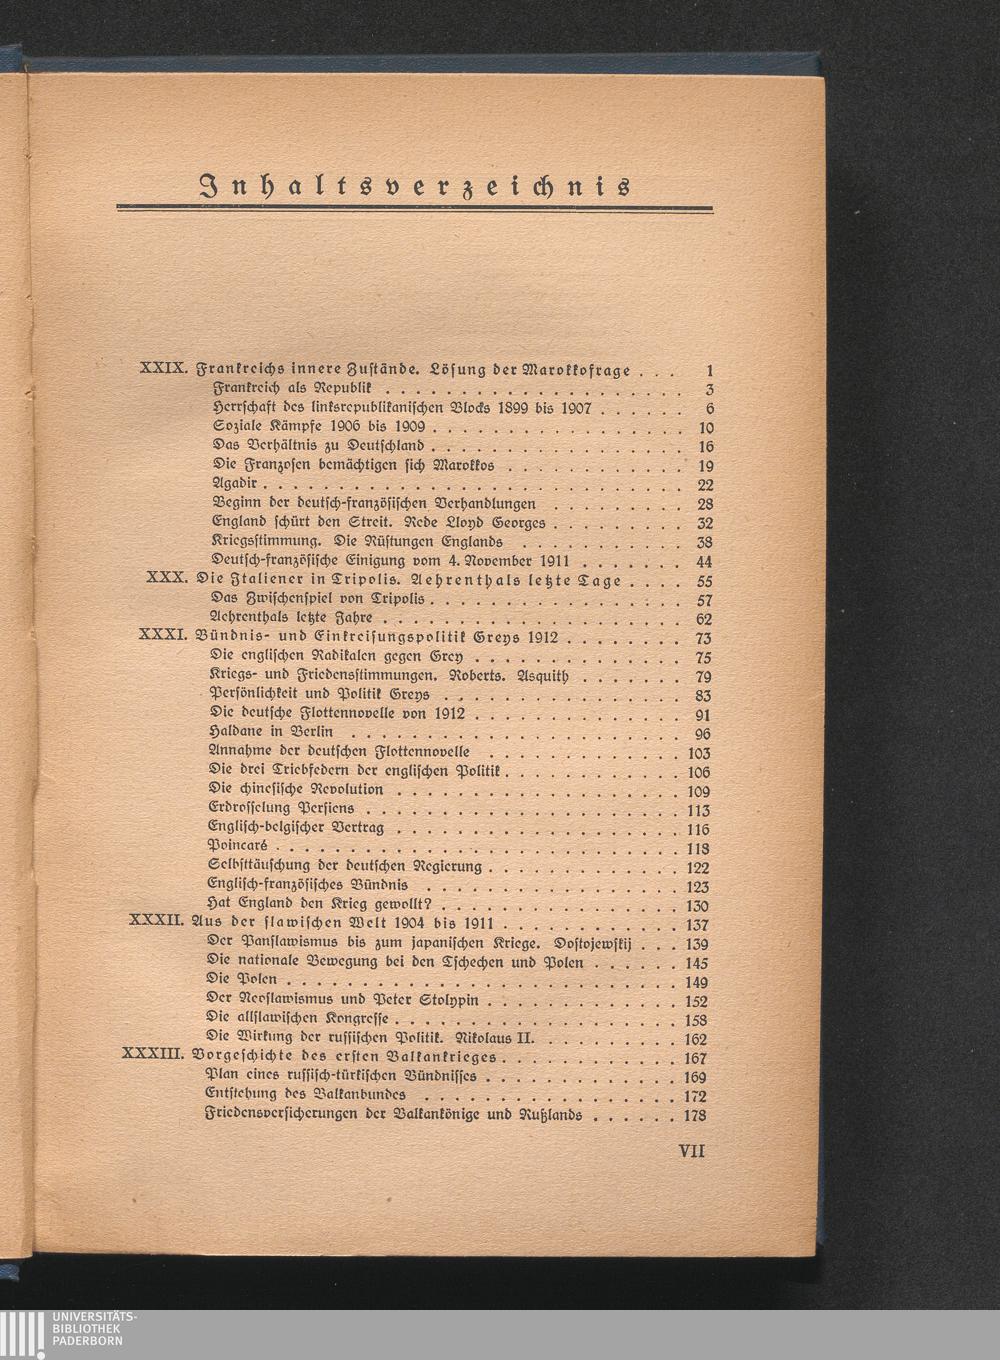 Inhaltsverzeichnis
XXIX. Frankreichs innere Zustände. Lösung der Marokkofrage . . . 1
Frankreich als Republik . . . . . . . . . . . . . . . . 3
Herrschaft des linksrepublikanischen Blocks 1899 bis 1907 . . . . . . 6
Soziale Kämpfe 1906 bis 1909 . . . . . . . . . . . . . . 10
Das Verhältnis zu Deutschland . . . . . . . . . . . . . . 16
Die Franzosen bemächtigen sich Marokkos . . . . . . . . . . 19
Agadir . . . . . . . . . . . . . . . . . . . . . . 22
Beginn der deutsch-französischen Verhandlungen . . . . . . . . 28
England schürt den Streit. Rede Lloyd Georges . . . . . . . . 32
Kriegsstimmung. Die Rüstungen Englands . . . . . . . . . . 38
Deutsch-französische Einigung vom 4. November 1911 . . . . . . . 44
XXX. Die Italiener in Tripolis. Aehrenthals letzte Tage . . . . 55
Das Zwischenspiel von Tripolis . . . . . . . . . . . . . . 57
Aehrenthals letzte Jahre . . . . . . . . . . . . . . . . 62
XXXI. Bündnis- und Einkreisungspolitik Greys 1912 . . . . . . . 73
Die englischen Radikalen gegen Grey . . . . . . . . . . . . 75
Kriegs- und Friedensstimmungen. Roberts. Asquith . . . . . . . 79
Persönlichkeit und Politik Greys . . . . . . . . . . . . . . 83
Die deutsche Flottennovelle von 1912 . . . . . . . . . . . . 91
Haldane in Berlin . . . . . . . . . . . . . . . . . . 96
Annahme der deutschen Flottennovelle . . . . . . . . . . . 103
Die drei Triebfedern der englischen Politik . . . . . . . . . . . 106
Die chinesische Revolution . . . . . . . . . . . . . . . . 109
Erdrosselung Persiens . . . . . . . . . . . . . . . . . 113
Englisch-belgischer Vertrag . . . . . . . . . . . . . . . . 116
Poincaré . . . . . . . . . . . . . . . . . . . . . . 118
Selbsttäuschung der deutschen Regierung . . . . . . . . . . . 122
Englisch-französisches Bündnis . . . . . . . . . . . . . . 123
Hat England den Krieg gewollt? . . . . . . . . . . . . . . 130
XXXII. Aus der slawischen Welt 1904 bis 1911 . . . . . . . . . . 137
Der Panslawismus bis zum japanischen Kriege. Dostojewskij . . . 139
Die nationale Bewegung bei den Tschechen und Polen . . . . . . 145
Die Polen . . . . . . . . . . . . . . . . . . . . . . 149
Der Neoslawismus und Peter Stolypin . . . . . . . . . . . 152
Die allslawischen Kongresse . . . . . . . . . . . . . . . . 158
Die Wirkung der russischen Politik. Nikolaus II. . . . . . . . . . 162
XXXIII. Vorgeschichte des ersten Balkankrieges . . . . . . . . . . 167
Plan eines russisch-türkischen Bündnisses . . . . . . . . . . . 169
Entstehung des Balkanbundes . . . . . . . . . . . . . . 172
Friedensversicherungen der Balkankönige und Rußlands . . . . . . 178
VII
UNIVERSITÄTS-
BIBLIOTHEK
PADERBORN